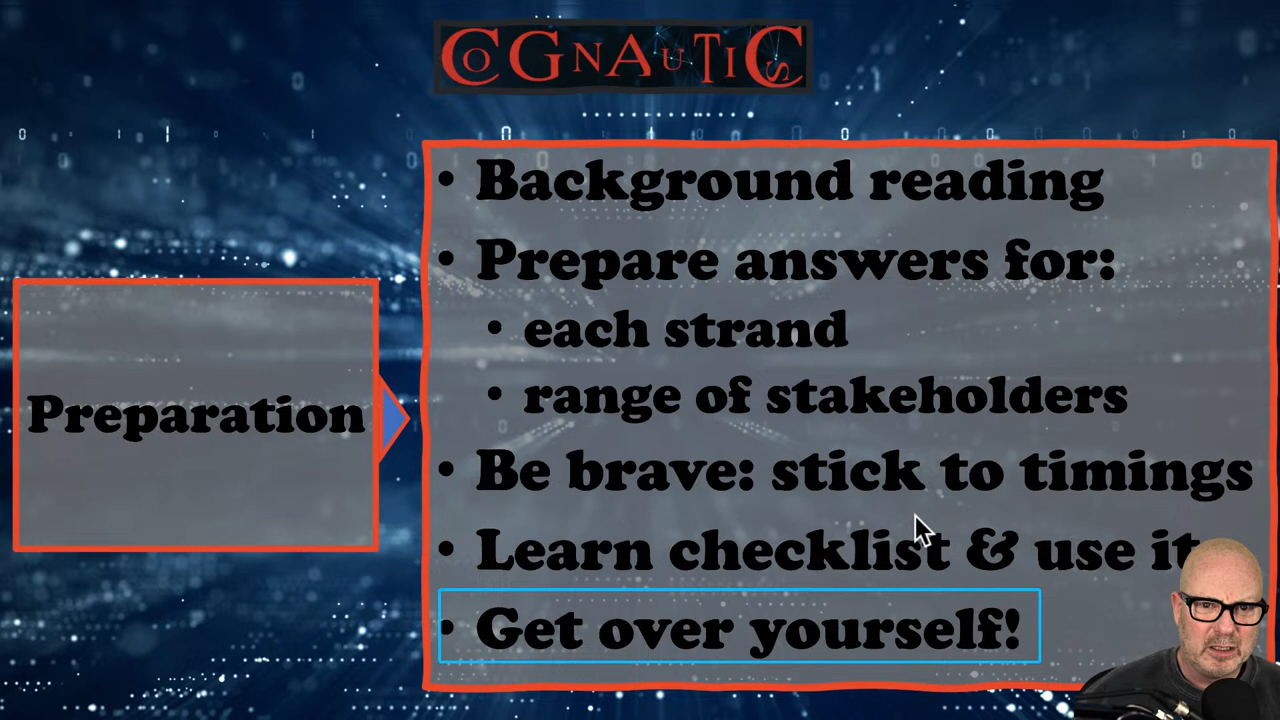 COGNAUTICS
Preparation
• Background reading
• Prepare answers for:
• each strand
• range of stakeholders
• Be brave: stick to timings
• Learn checklist & use it
• Get over yourself!